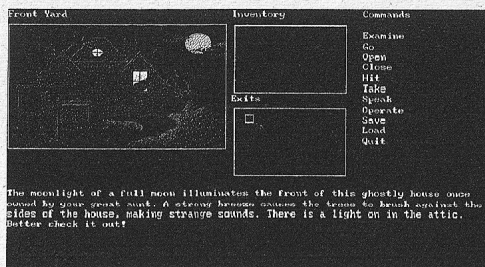 Front Yard
Inventory
Commands
Examine
Go
Open
Close
Hit
Take
Speak
Operate
Save
Load
Quit
Exits
The moonlight of a full moon illuminates the front of this ghostly house once
owned by your great aunt. A strong breeze causes the trees to brush against the
sides of the house, making strange sounds. There is a light on in the attic.
Better check it out!